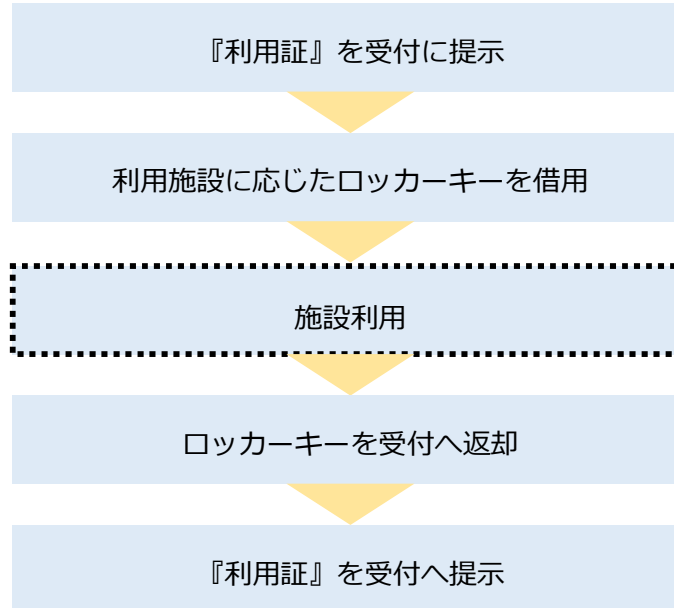 『利用証』を受付に提示
利用施設に応じたロッカーキーを借用
施設利用
ロッカーキーを受付へ返却
『利用証』を受付へ提示